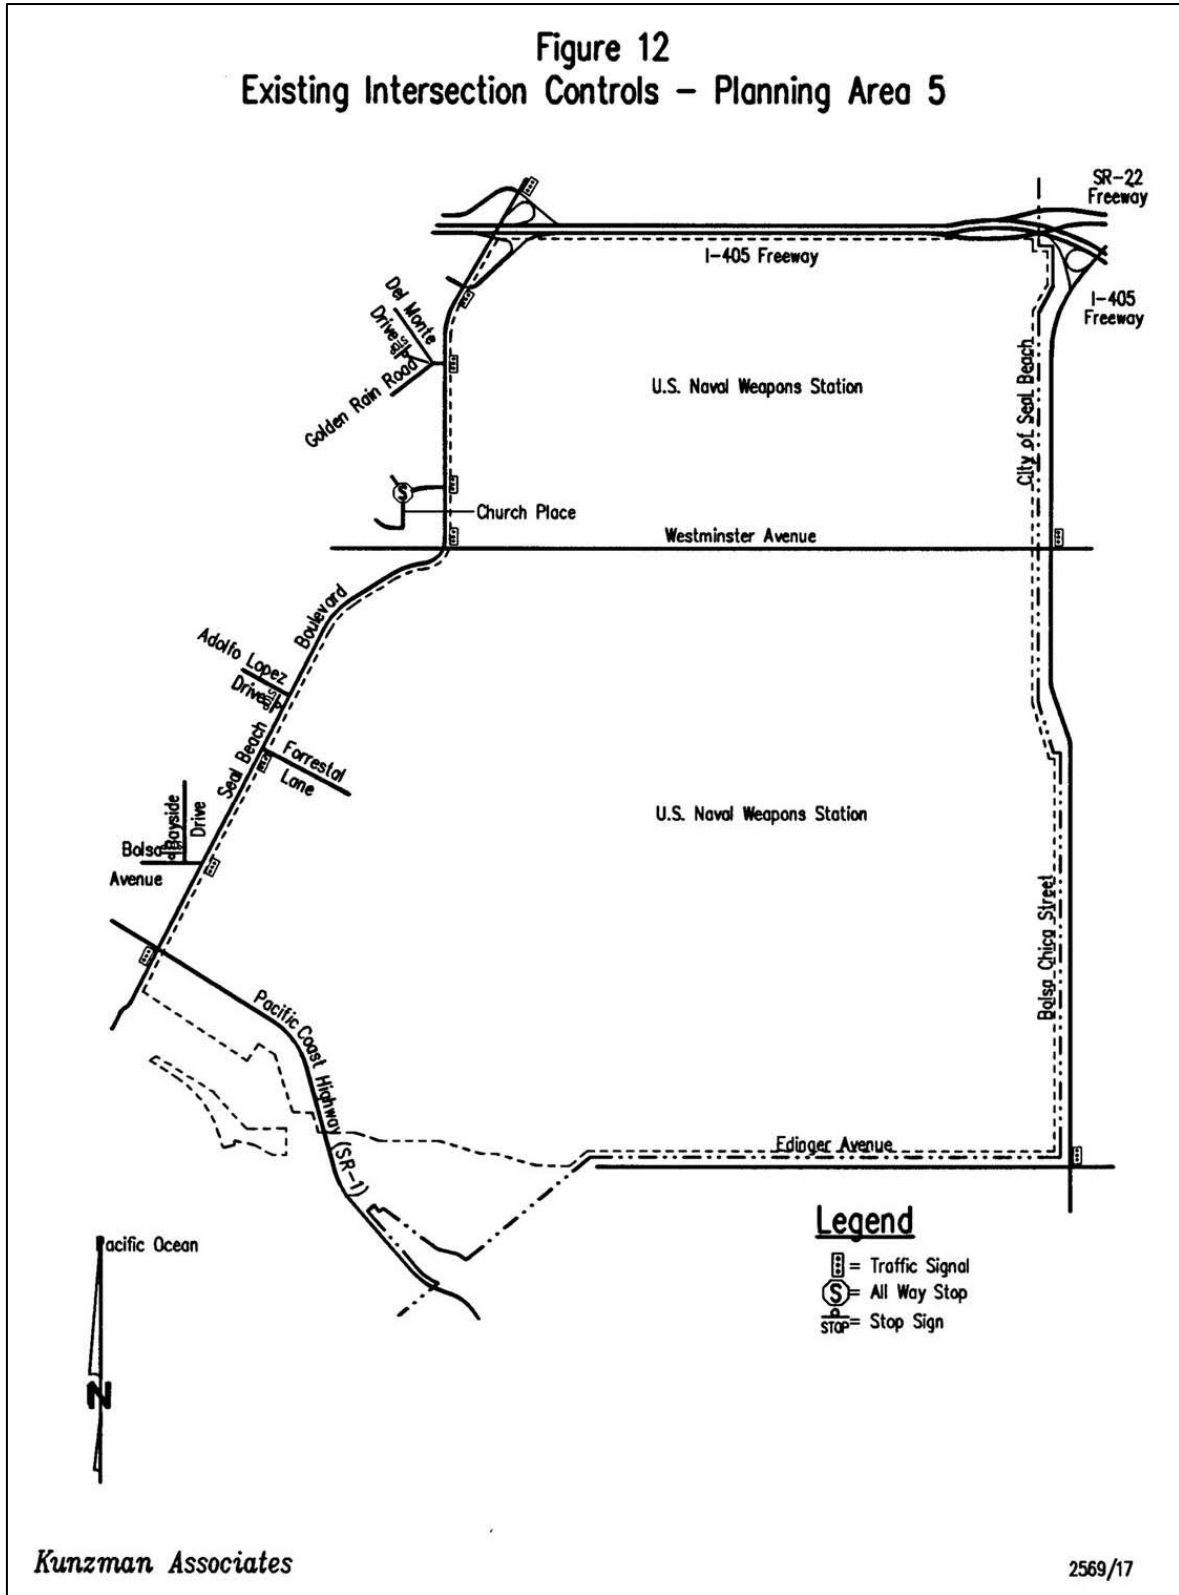 Figure 12
Existing Intersection Controls – Planning Area 5
SR-22
Freeway
I-405 Freeway
I-405
Freeway
Del Monte
Drive
STOP
Golden Rain Road
U.S. Naval Weapons Station
City of Seal Beach
S
Church Place
Westminster Avenue
Boulevard
Adolfo Lopez
Drive
STOP
Seal Beach
Forrestal
Lane
U.S. Naval Weapons Station
Bayside
Drive
Bolsa
Avenue
Bolsa Chica Street
Pacific Coast Highway (SR-1)
Edinger Avenue
Legend
= Traffic Signal
S = All Way Stop
STOP = Stop Sign
Pacific Ocean
N
Kunzman Associates
2569/17